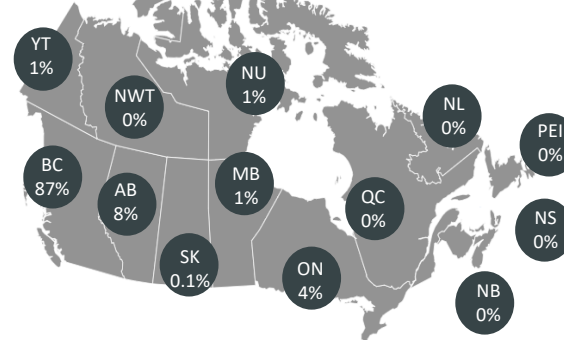 YT
1%
NWT
0%
NU
1%
NL
0%
PEI
0%
BC
87%
AB
8%
MB
1%
QC
0%
NS
0%
SK
0.1%
ON
4%
NB
0%